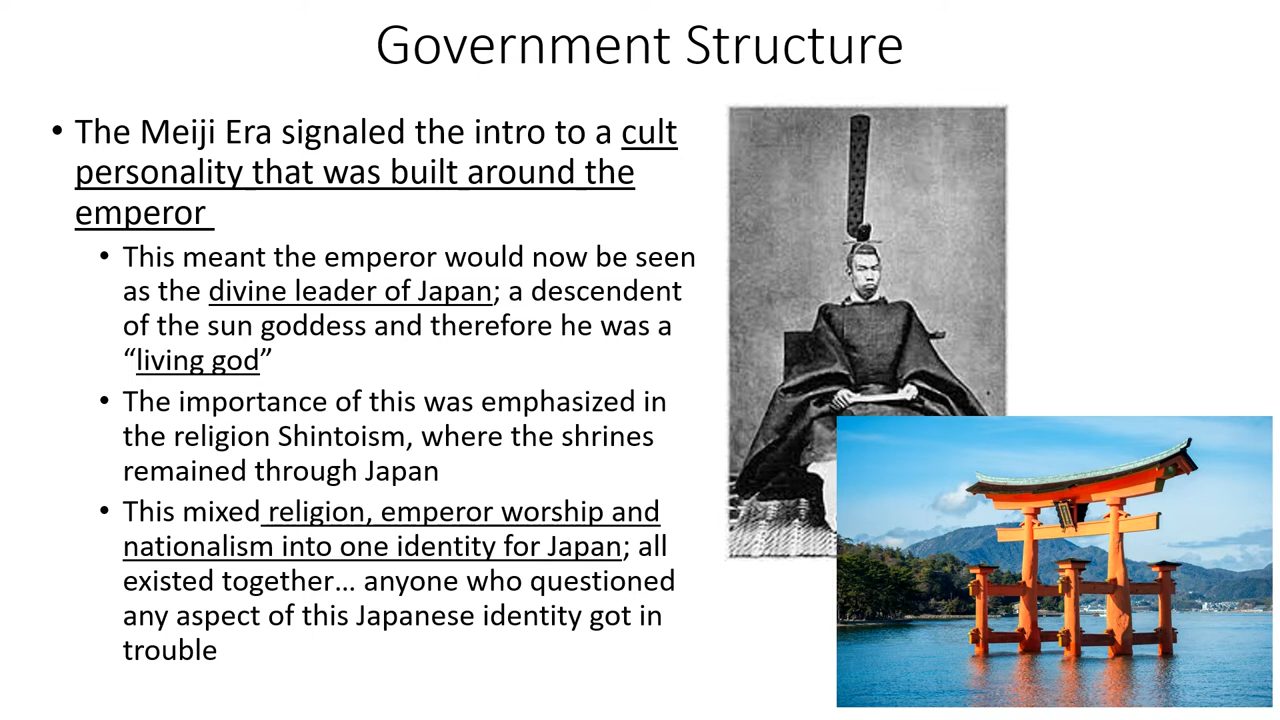 Government Structure
• The Meiji Era signaled the intro to a cult
personality that was built around the
emperor
• This meant the emperor would now be seen
as the divine leader of Japan; a descendent
of the sun goddess and therefore he was a
“living god”
• The importance of this was emphasized in
the religion Shintoism, where the shrines
remained through Japan
• This mixed religion, emperor worship and
nationalism into one identity for Japan; all
existed together… anyone who questioned
any aspect of this Japanese identity got in
trouble